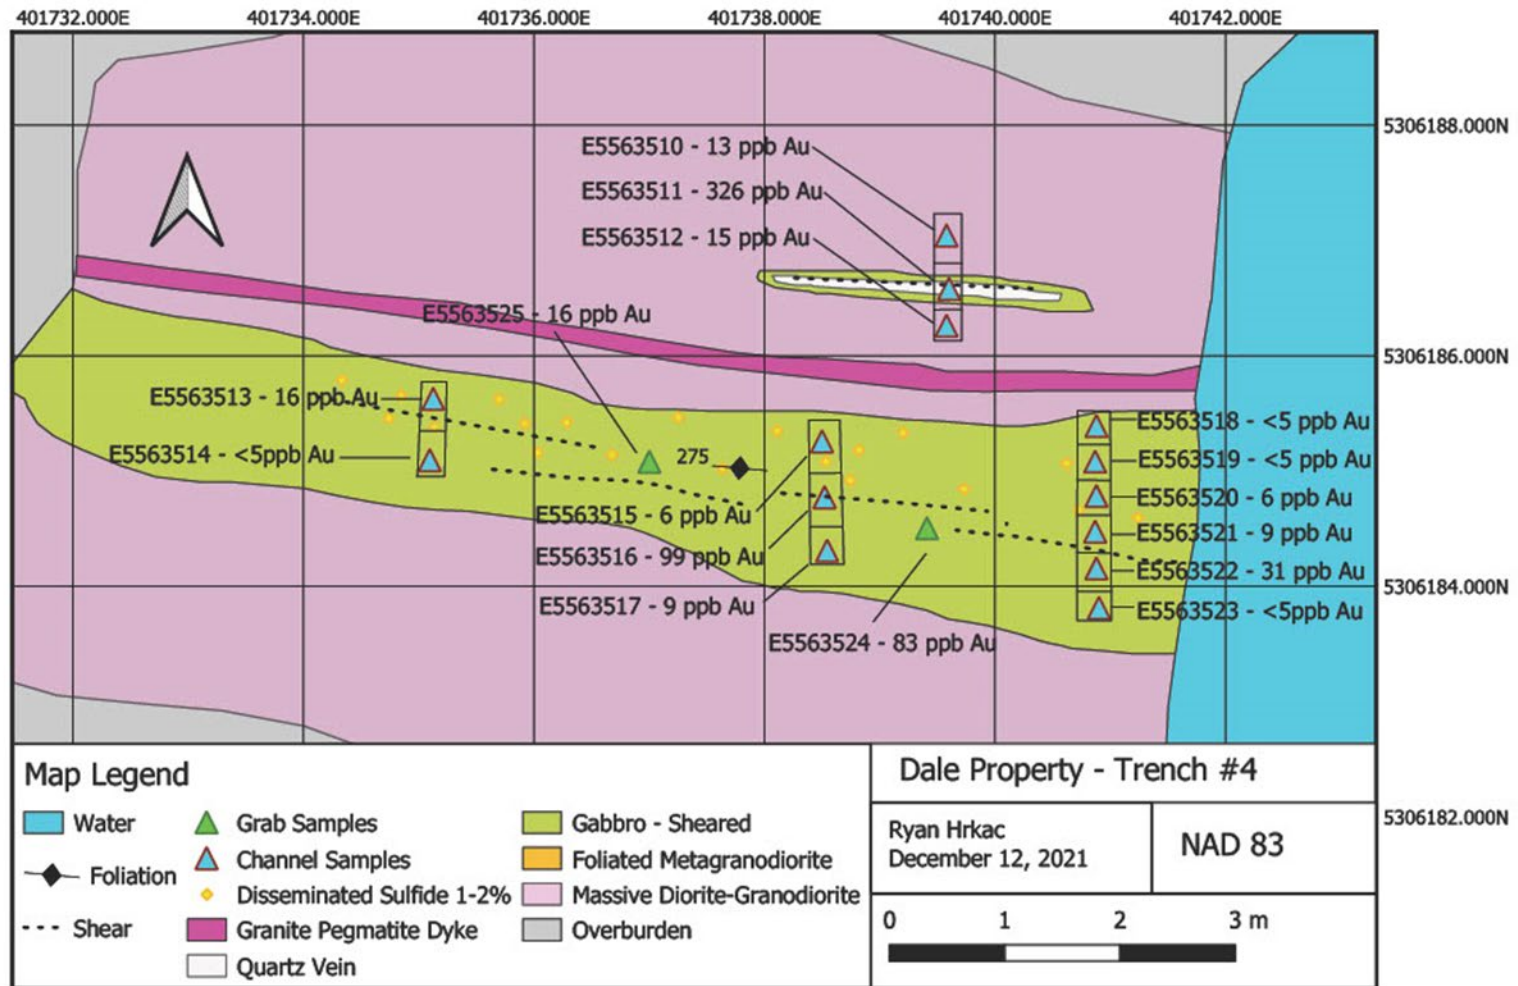 401732.000E 401734.000E 401736.000E 401738.000E 401740.000E 401742.000E
5306188.000N
E5563510 - 13 ppb Au
E5563511 - 326 ppb Au
E5563512 - 15 ppb Au
E5563525 - 16 ppb Au
5306186.000N
E5563513 - 16 ppb Au
E5563514 - <5ppb Au
275
E5563515 - 6 ppb Au
E5563516 - 99 ppb Au
E5563517 - 9 ppb Au
E5563524 - 83 ppb Au
E5563518 - <5 ppb Au
E5563519 - <5 ppb Au
E5563520 - 6 ppb Au
E5563521 - 9 ppb Au
E5563522 - 31 ppb Au
E5563523 - <5ppb Au
5306184.000N
5306182.000N
Map Legend
Water
Foliation
Shear
Grab Samples
Channel Samples
Disseminated Sulfide 1-2%
Granite Pegmatite Dyke
Quartz Vein
Gabbro - Sheared
Foliated Metagranodiorite
Massive Diorite-Granodiorite
Overburden
Dale Property - Trench #4
Ryan Hrkac
December 12, 2021
NAD 83
0 1 2 3 m